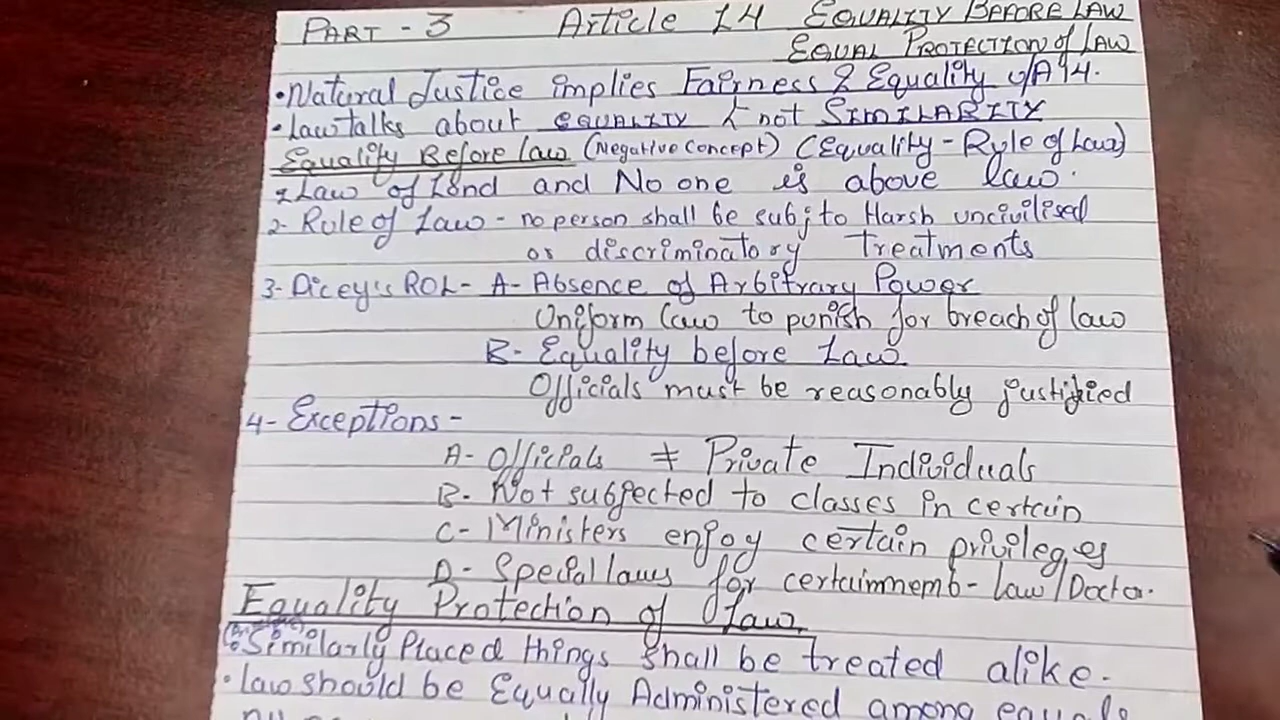 PART - 3 Article 14 EQUALITY BEFORE LAW
EQUAL PROTECTION of LAW
• Natural Justice implies Fairness & Equality u/A 14.
• Law talks about EQUALITY & not SIMILARITY
Equality Before law (Negative Concept) (Equality - Rule of Law)
1 Law of Land and No one is above law.
2- Rule of Law - no person shall be subj to Harsh uncivilised
or discriminatory treatments
3- Dicey's ROL - A- Absence of Arbitrary Power
Uniform law to punish for breach of law
B- Equality before Law
Officials must be reasonably justified
4- Exceptions -
A- Officials ≠ Private Individuals
B- Not subjected to classes in certain
C- Ministers enjoy certain privileges
D- Special laws for certain memb - law/Doctor.
Equality Protection of Law
Similarly Placed things shall be treated alike.
• law should be Equally Administered among equals